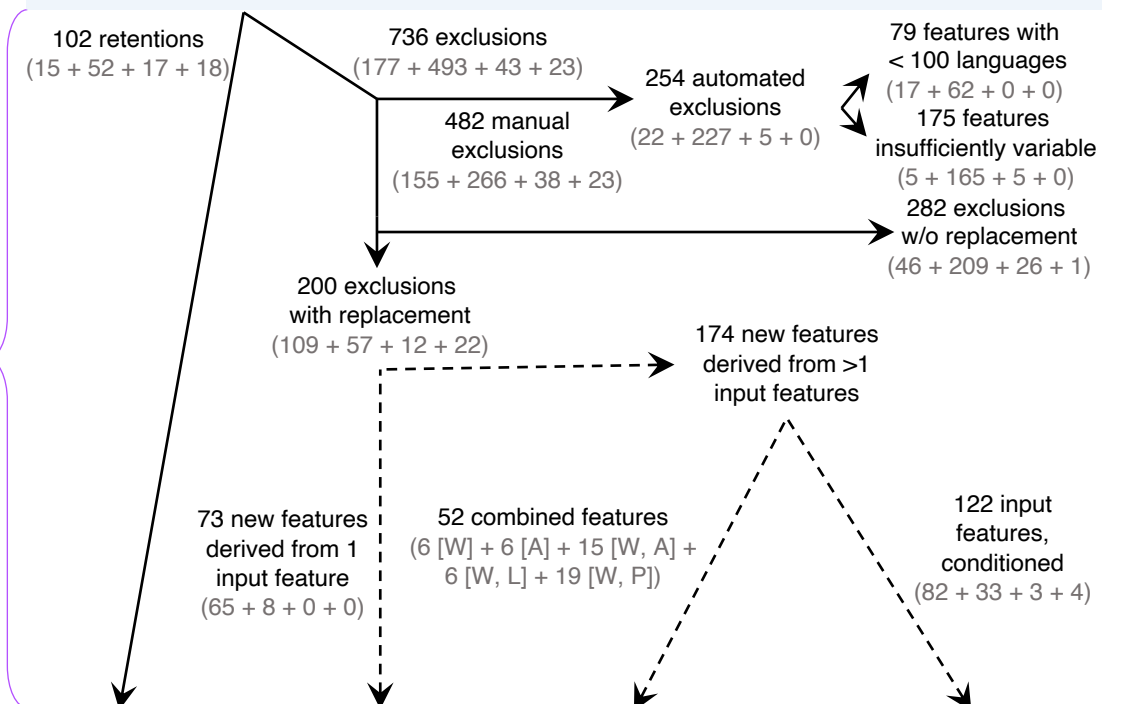 102 retentions
(15 + 52 + 17 + 18)
736 exclusions
(177 + 493 + 43 + 23)
254 automated
exclusions
(22 + 227 + 5 + 0)
79 features with
< 100 languages
(17 + 62 + 0 + 0)
175 features
insufficiently variable
(5 + 165 + 5 + 0)
482 manual
exclusions
(155 + 266 + 38 + 23)
282 exclusions
w/o replacement
(46 + 209 + 26 + 1)
200 exclusions
with replacement
(109 + 57 + 12 + 22)
174 new features
derived from >1
input features
73 new features
derived from 1
input feature
(65 + 8 + 0 + 0)
52 combined features
(6 [W] + 6 [A] + 15 [W, A] +
6 [W, L] + 19 [W, P])
122 input
features,
conditioned
(82 + 33 + 3 + 4)